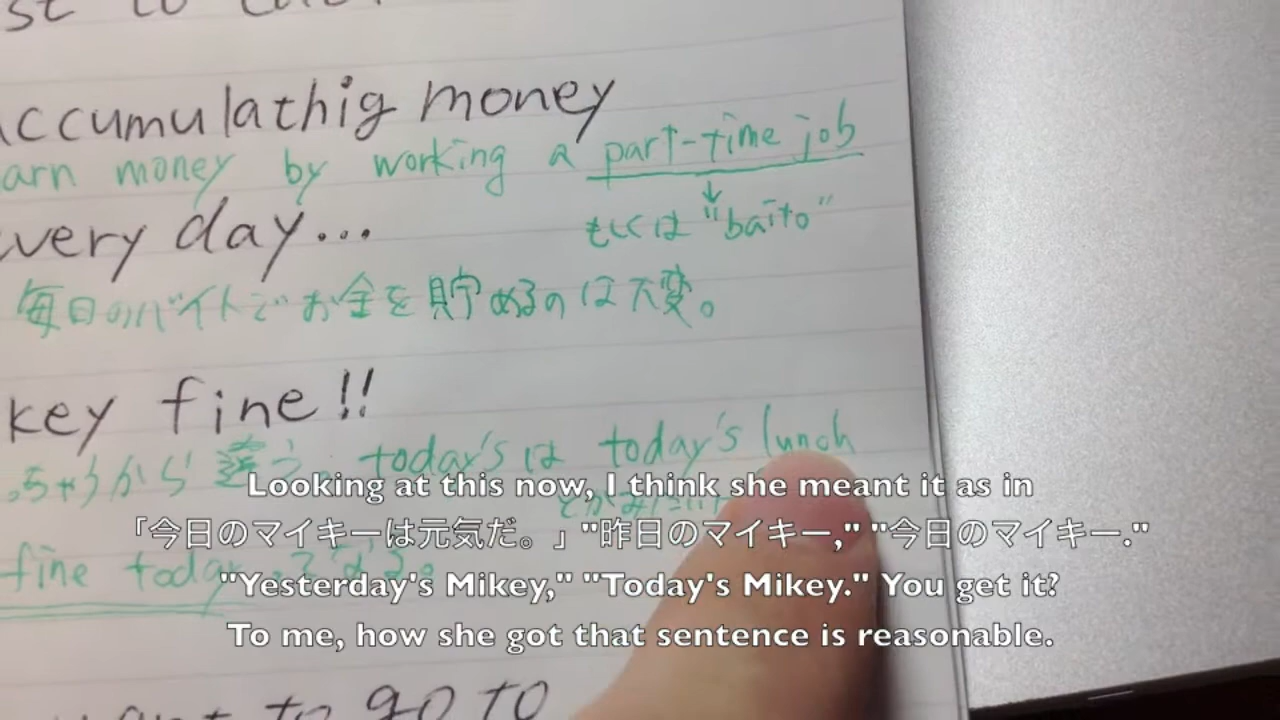 st to
accumulathig money
arn money by working a part-time job
↓
very day...
もしくは "baito"
毎日のバイトでお金を貯めるのは大変。
key fine!!
ちゃうから違う。today'sは today's lunch
Looking at this now, I think she meant it as in
「今日のマイキーは元気だ。」"昨日のマイキー," "今日のマイキー."
fine today
"Yesterday's Mikey," "Today's Mikey." You get it?
To me, how she got that sentence is reasonable.
to go to